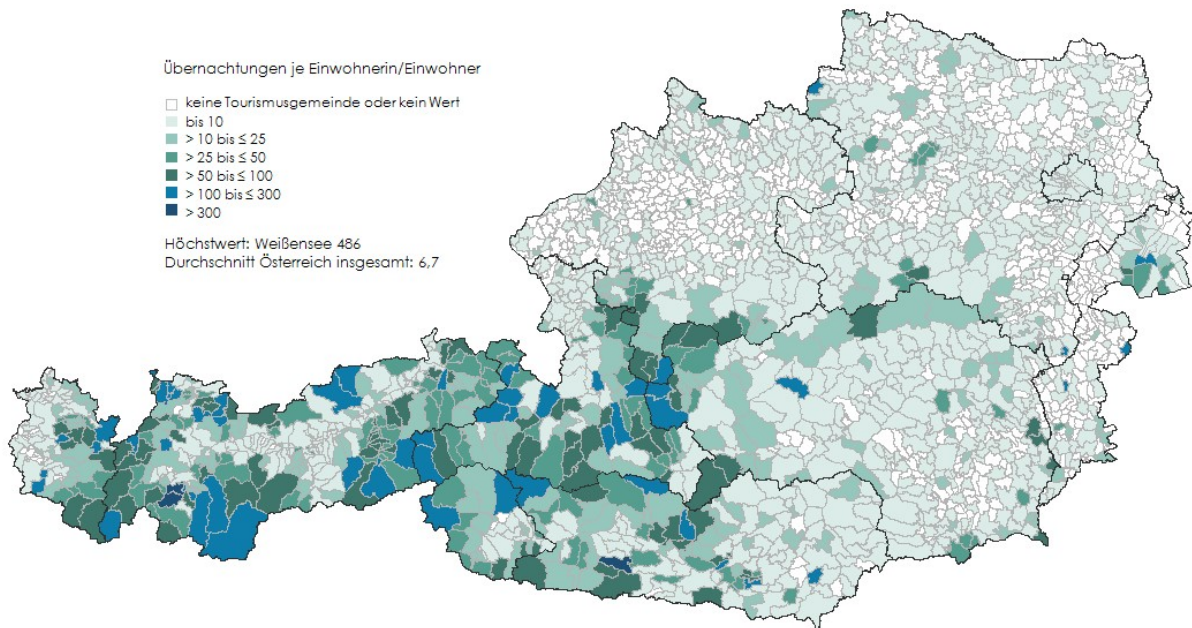 Übernachtungen je Einwohnerin/Einwohner
keine Tourismusgemeinde oder kein Wert
bis 10
> 10 bis ≤ 25
> 25 bis ≤ 50
> 50 bis ≤ 100
> 100 bis ≤ 300
> 300
Höchstwert: Weißensee 486
Durchschnitt Österreich insgesamt: 6,7